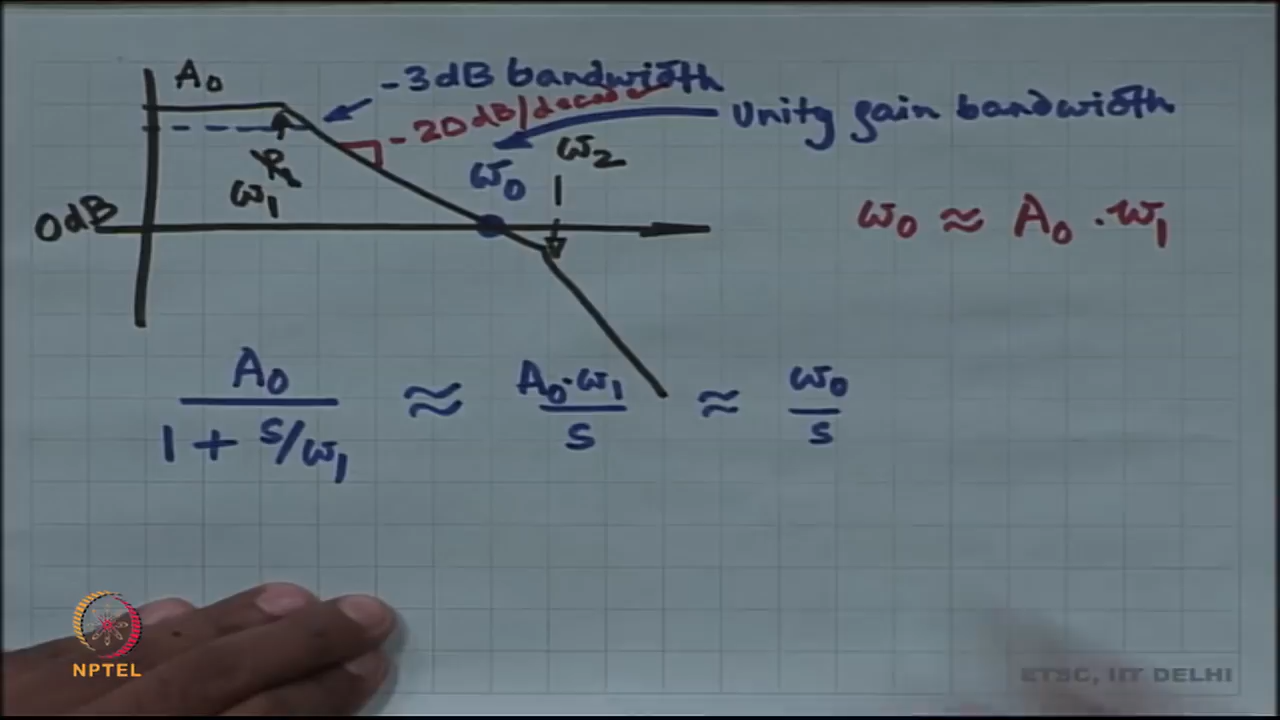 A₀
-3dB bandwidth
-20dB/decade
Unity gain bandwidth
ω₁
ω₀
ω₂
0dB
ω₀ ≈ A₀ · ω₁
A₀ / (1 + s/ω₁) ≈ A₀·ω₁ / s ≈ ω₀ / s
NPTEL
ETSC, IIT DELHI